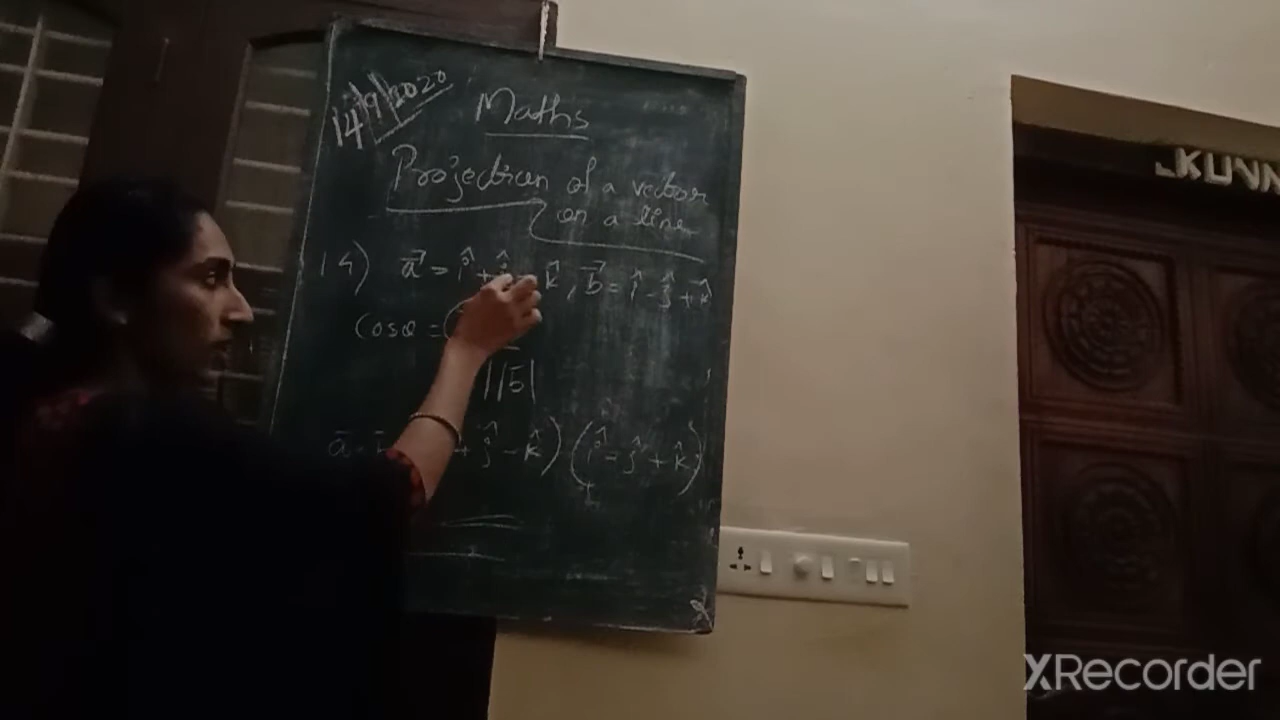 14/9/2020
Maths
Projection of a vector
on a line
14) a⃗ = î + ĵ - k̂, b⃗ = î - ĵ + k̂
Cosθ = (
||b̄|
ā + ĵ - k̂) · (î - ĵ + k̂)
KUNN
XRecorder